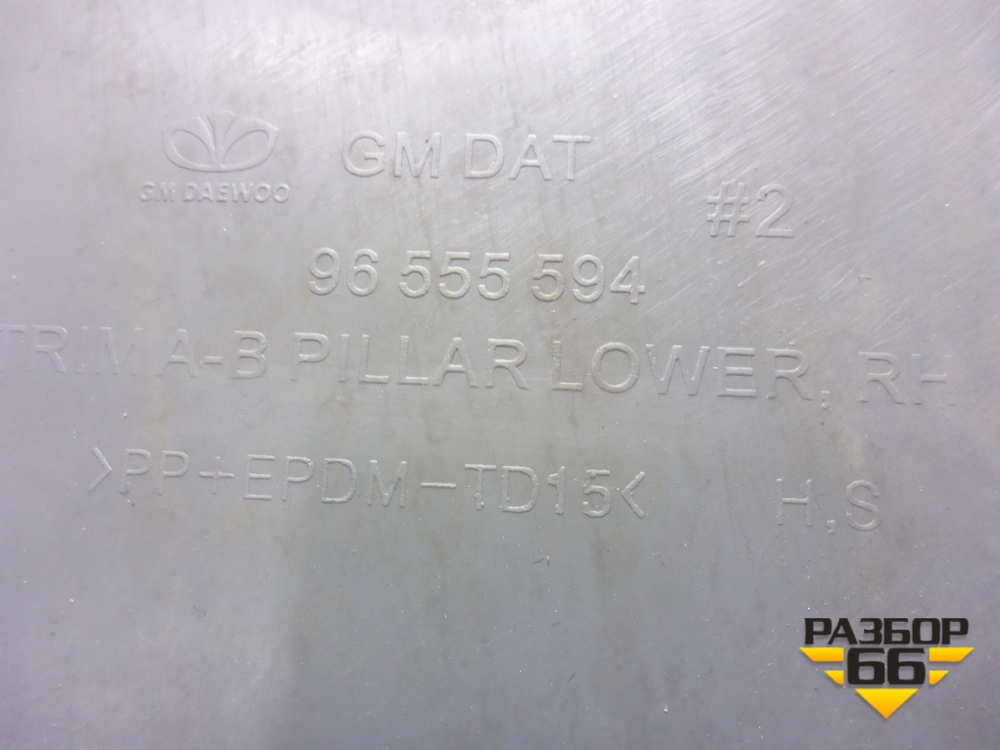 GM DAEWOO
GM DAT
#2
96 555 594
TRIM A-B PILLAR LOWER, RH
>PP+EPDM-TD15<
H,S
РАЗБОР
66